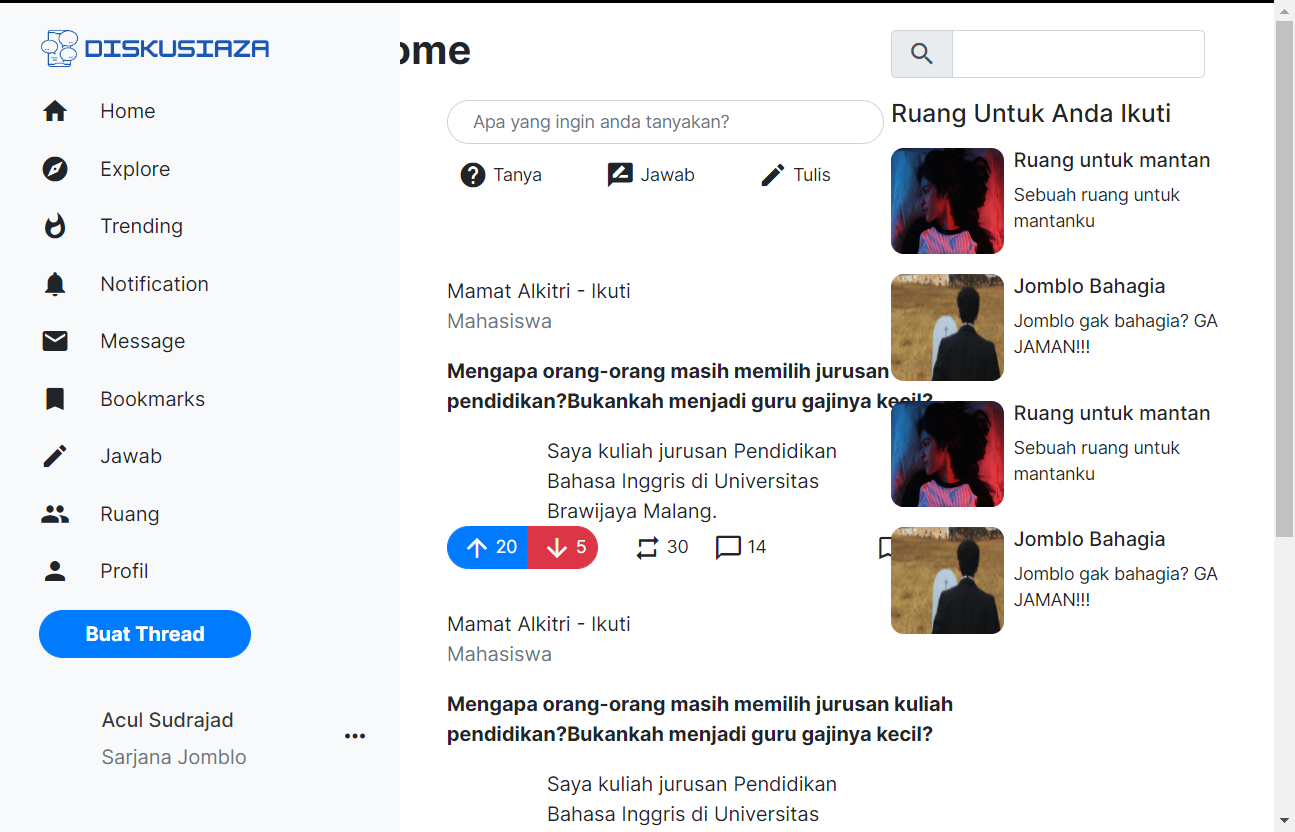 DISKUSIAZA
Home
Explore
Trending
Notification
Message
Bookmarks
Jawab
Ruang
Profil
Buat Thread
Acul Sudrajad
Sarjana Jomblo
ome
Apa yang ingin anda tanyakan?
Tanya Jawab Tulis
Mamat Alkitri - Ikuti
Mahasiswa
Mengapa orang-orang masih memilih jurusan
pendidikan?Bukankah menjadi guru gajinya kecil?
Saya kuliah jurusan Pendidikan
Bahasa Inggris di Universitas
Brawijaya Malang.
20 5 30 14
Mamat Alkitri - Ikuti
Mahasiswa
Mengapa orang-orang masih memilih jurusan kuliah
pendidikan?Bukankah menjadi guru gajinya kecil?
Saya kuliah jurusan Pendidikan
Bahasa Inggris di Universitas
Ruang Untuk Anda Ikuti
Ruang untuk mantan
Sebuah ruang untuk
mantanku
Jomblo Bahagia
Jomblo gak bahagia? GA
JAMAN!!!
Ruang untuk mantan
Sebuah ruang untuk
mantanku
Jomblo Bahagia
Jomblo gak bahagia? GA
JAMAN!!!